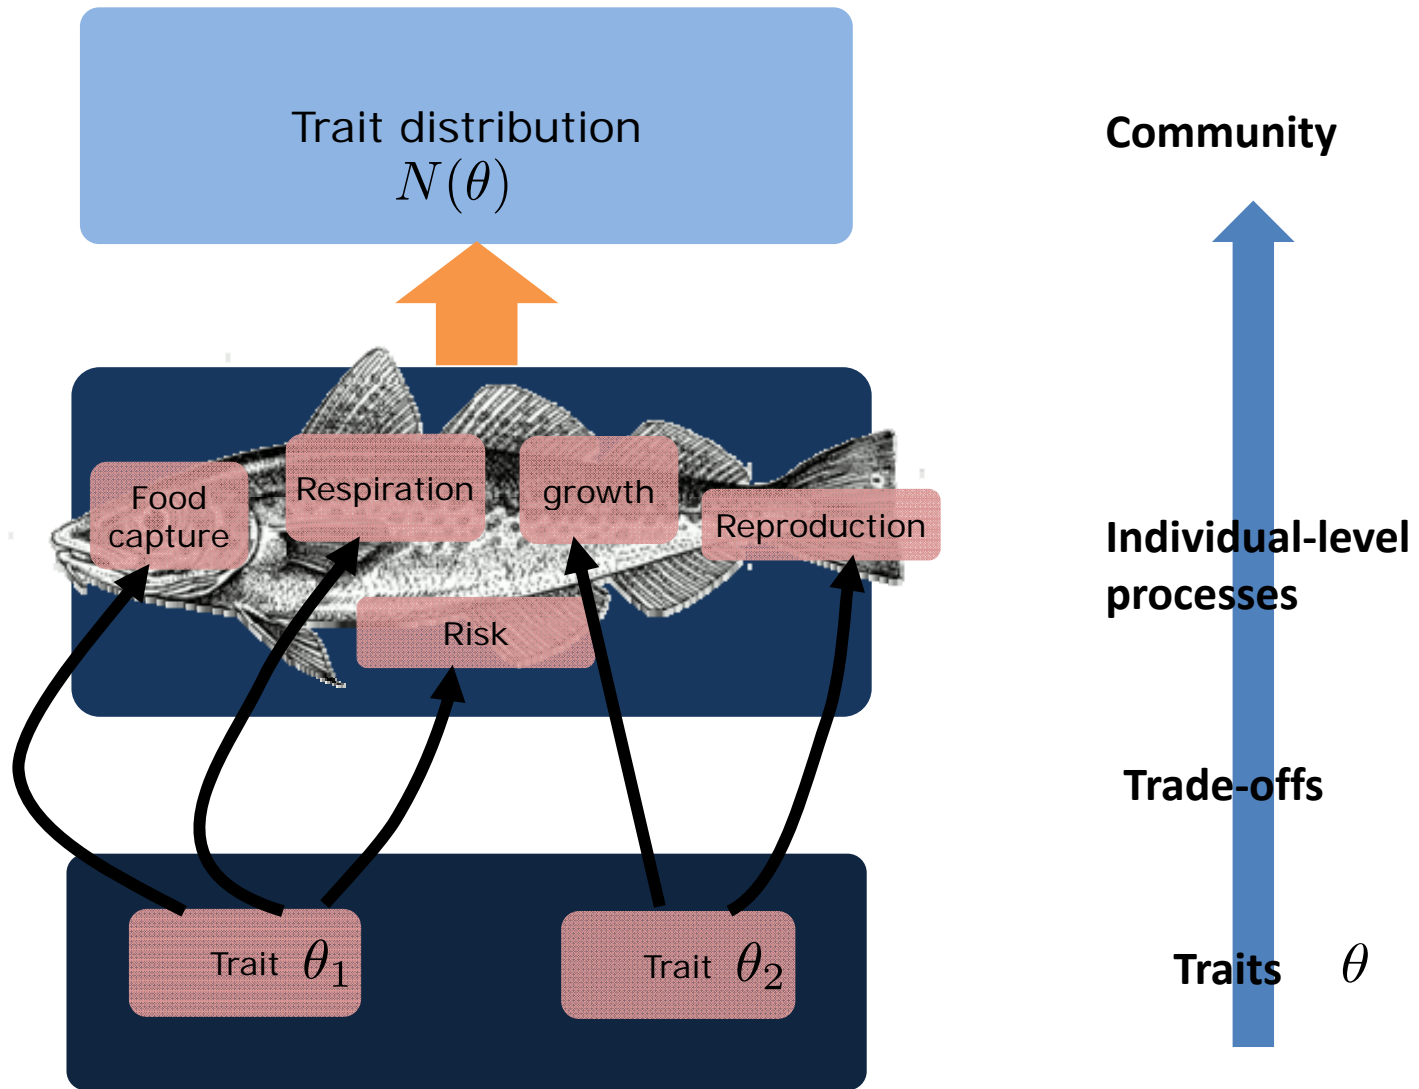 Trait distribution
N(θ)
Community
Food
capture
Respiration
growth
Reproduction
Risk
Individual-level
processes
Trade-offs
Trait θ₁
Trait θ₂
Traits θ